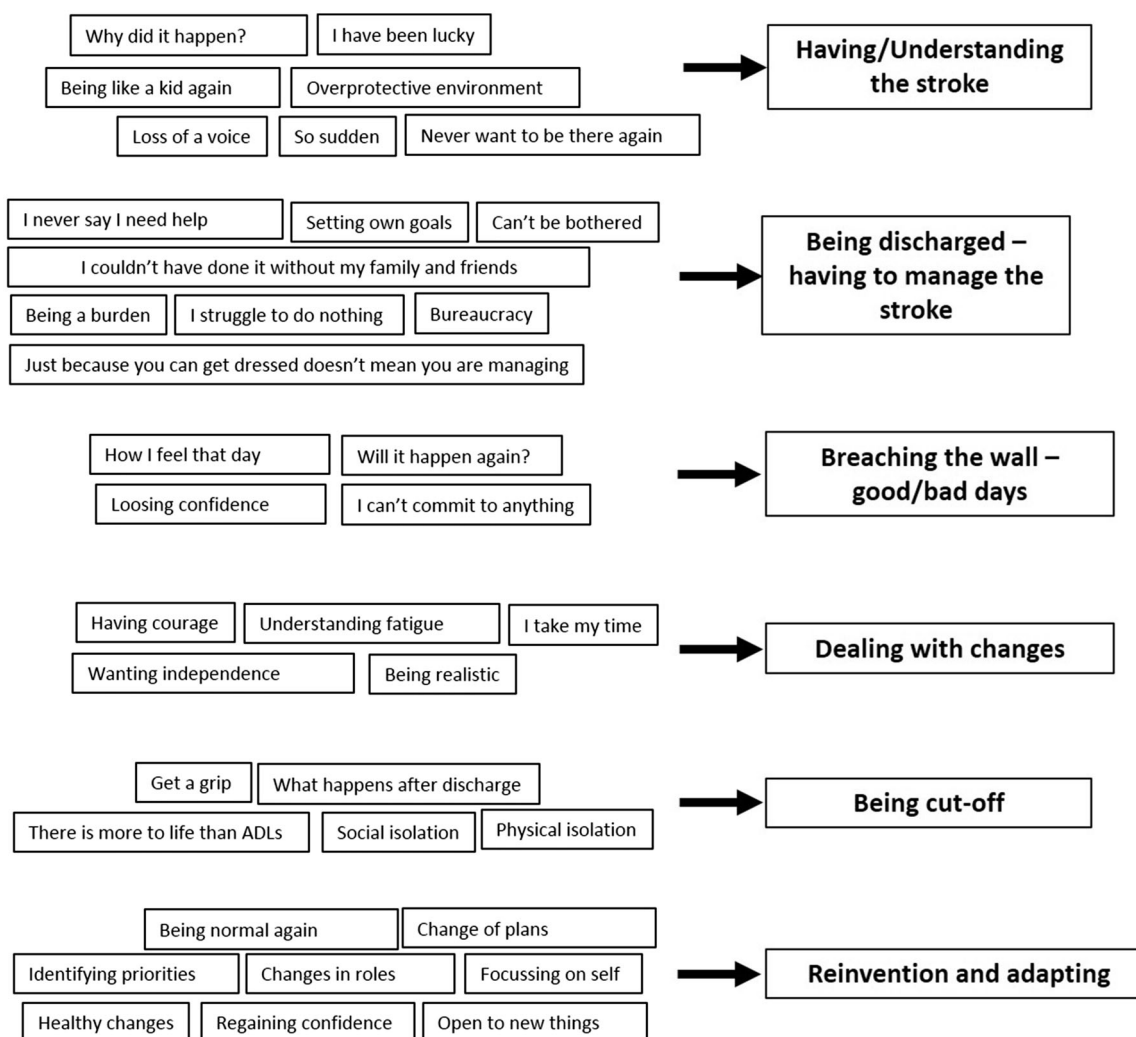 Why did it happen?
I have been lucky
Being like a kid again
Overprotective environment
Loss of a voice
So sudden
Never want to be there again
Having/Understanding
the stroke
I never say I need help
Setting own goals
Can't be bothered
I couldn't have done it without my family and friends
Being a burden
I struggle to do nothing
Bureaucracy
Just because you can get dressed doesn't mean you are managing
Being discharged –
having to manage the
stroke
How I feel that day
Will it happen again?
Loosing confidence
I can't commit to anything
Breaching the wall –
good/bad days
Having courage
Understanding fatigue
I take my time
Wanting independence
Being realistic
Dealing with changes
Get a grip
What happens after discharge
There is more to life than ADLs
Social isolation
Physical isolation
Being cut-off
Being normal again
Change of plans
Identifying priorities
Changes in roles
Focussing on self
Healthy changes
Regaining confidence
Open to new things
Reinvention and adapting